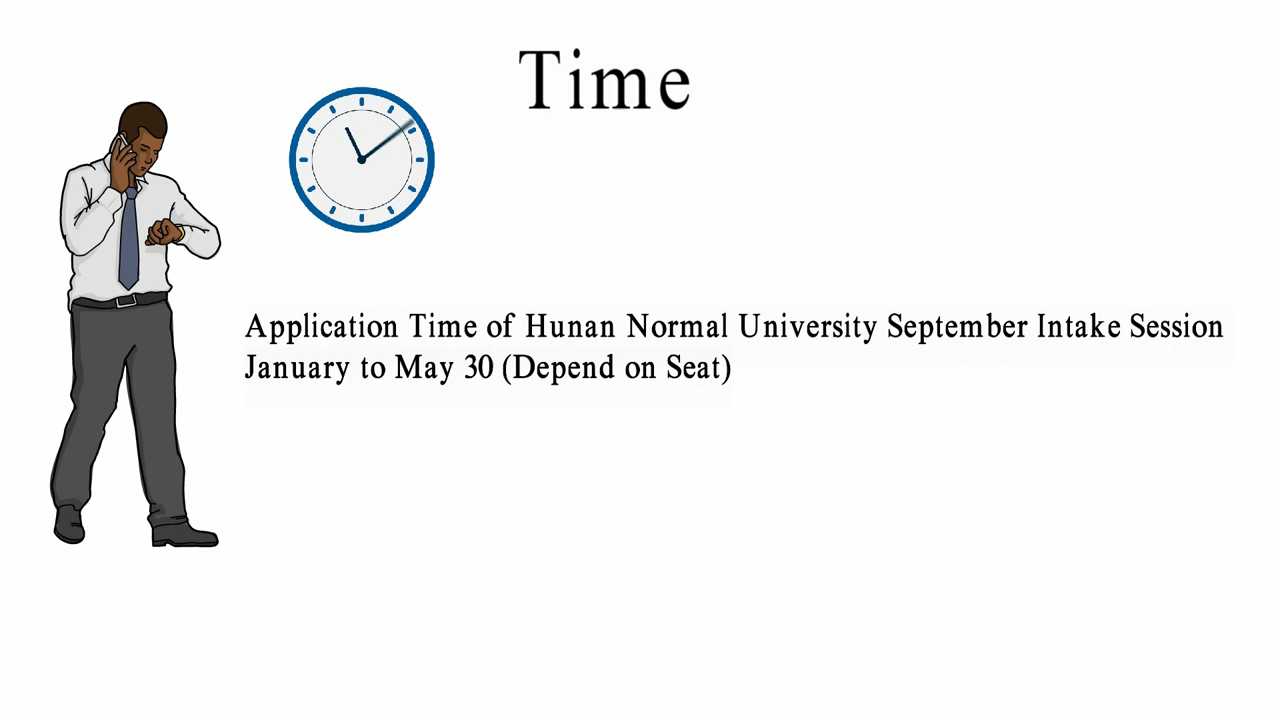 Time
Application Time of Hunan Normal University September Intake Session
January to May 30 (Depend on Seat)